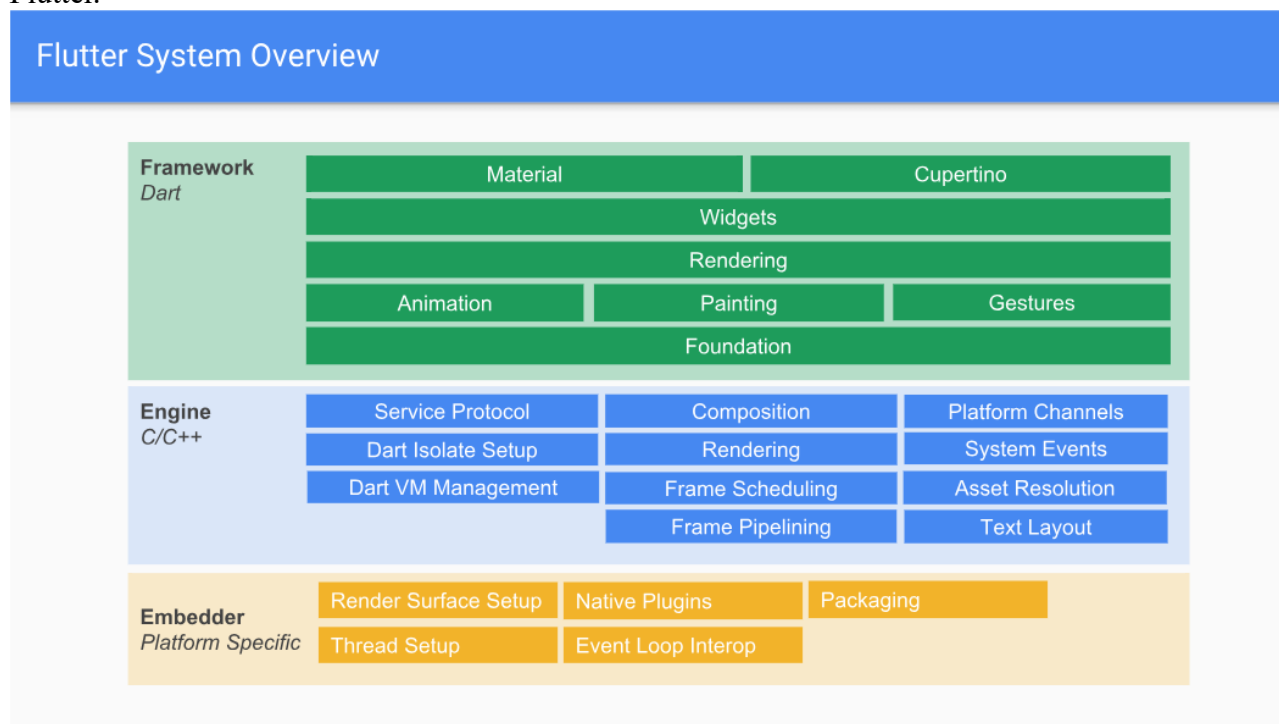 Flutter.
Flutter System Overview
Framework
Dart
Material
Cupertino
Widgets
Rendering
Animation
Painting
Gestures
Foundation
Engine
C/C++
Service Protocol
Composition
Platform Channels
Dart Isolate Setup
Rendering
System Events
Dart VM Management
Frame Scheduling
Asset Resolution
Frame Pipelining
Text Layout
Embedder
Platform Specific
Render Surface Setup
Native Plugins
Packaging
Thread Setup
Event Loop Interop